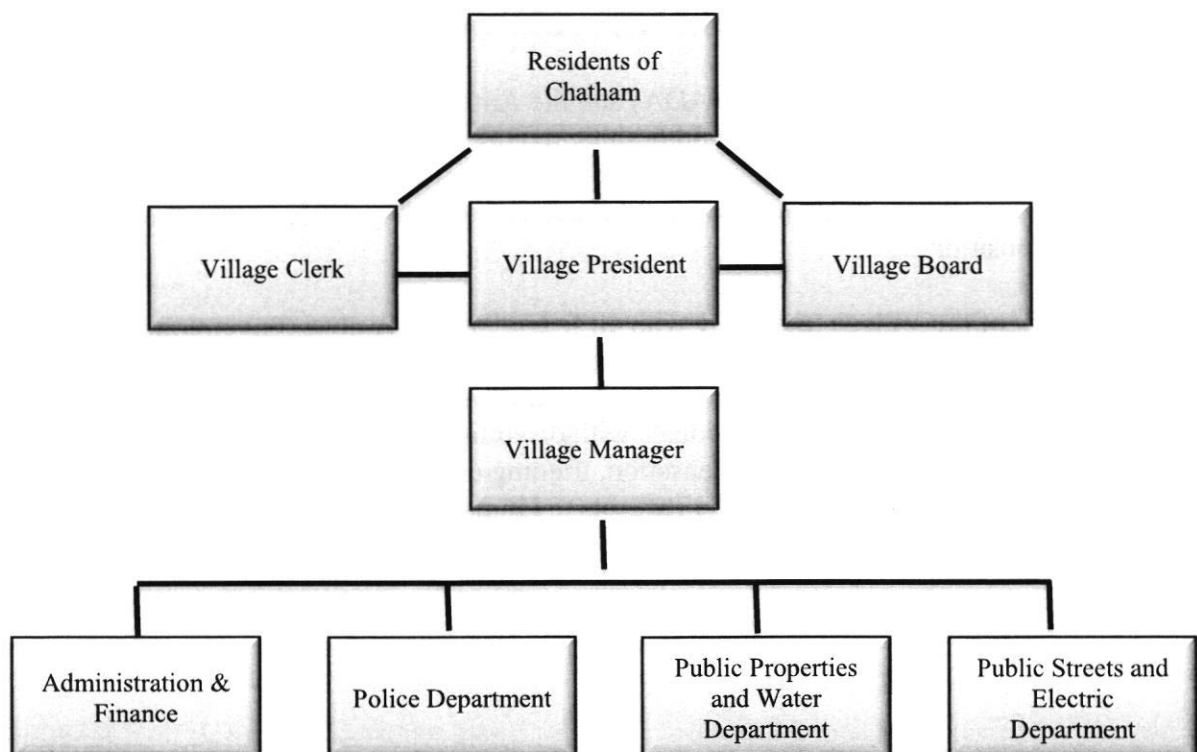 Residents of
Chatham
Village Clerk
Village President
Village Board
Village Manager
Administration &
Finance
Police Department
Public Properties
and Water
Department
Public Streets and
Electric
Department